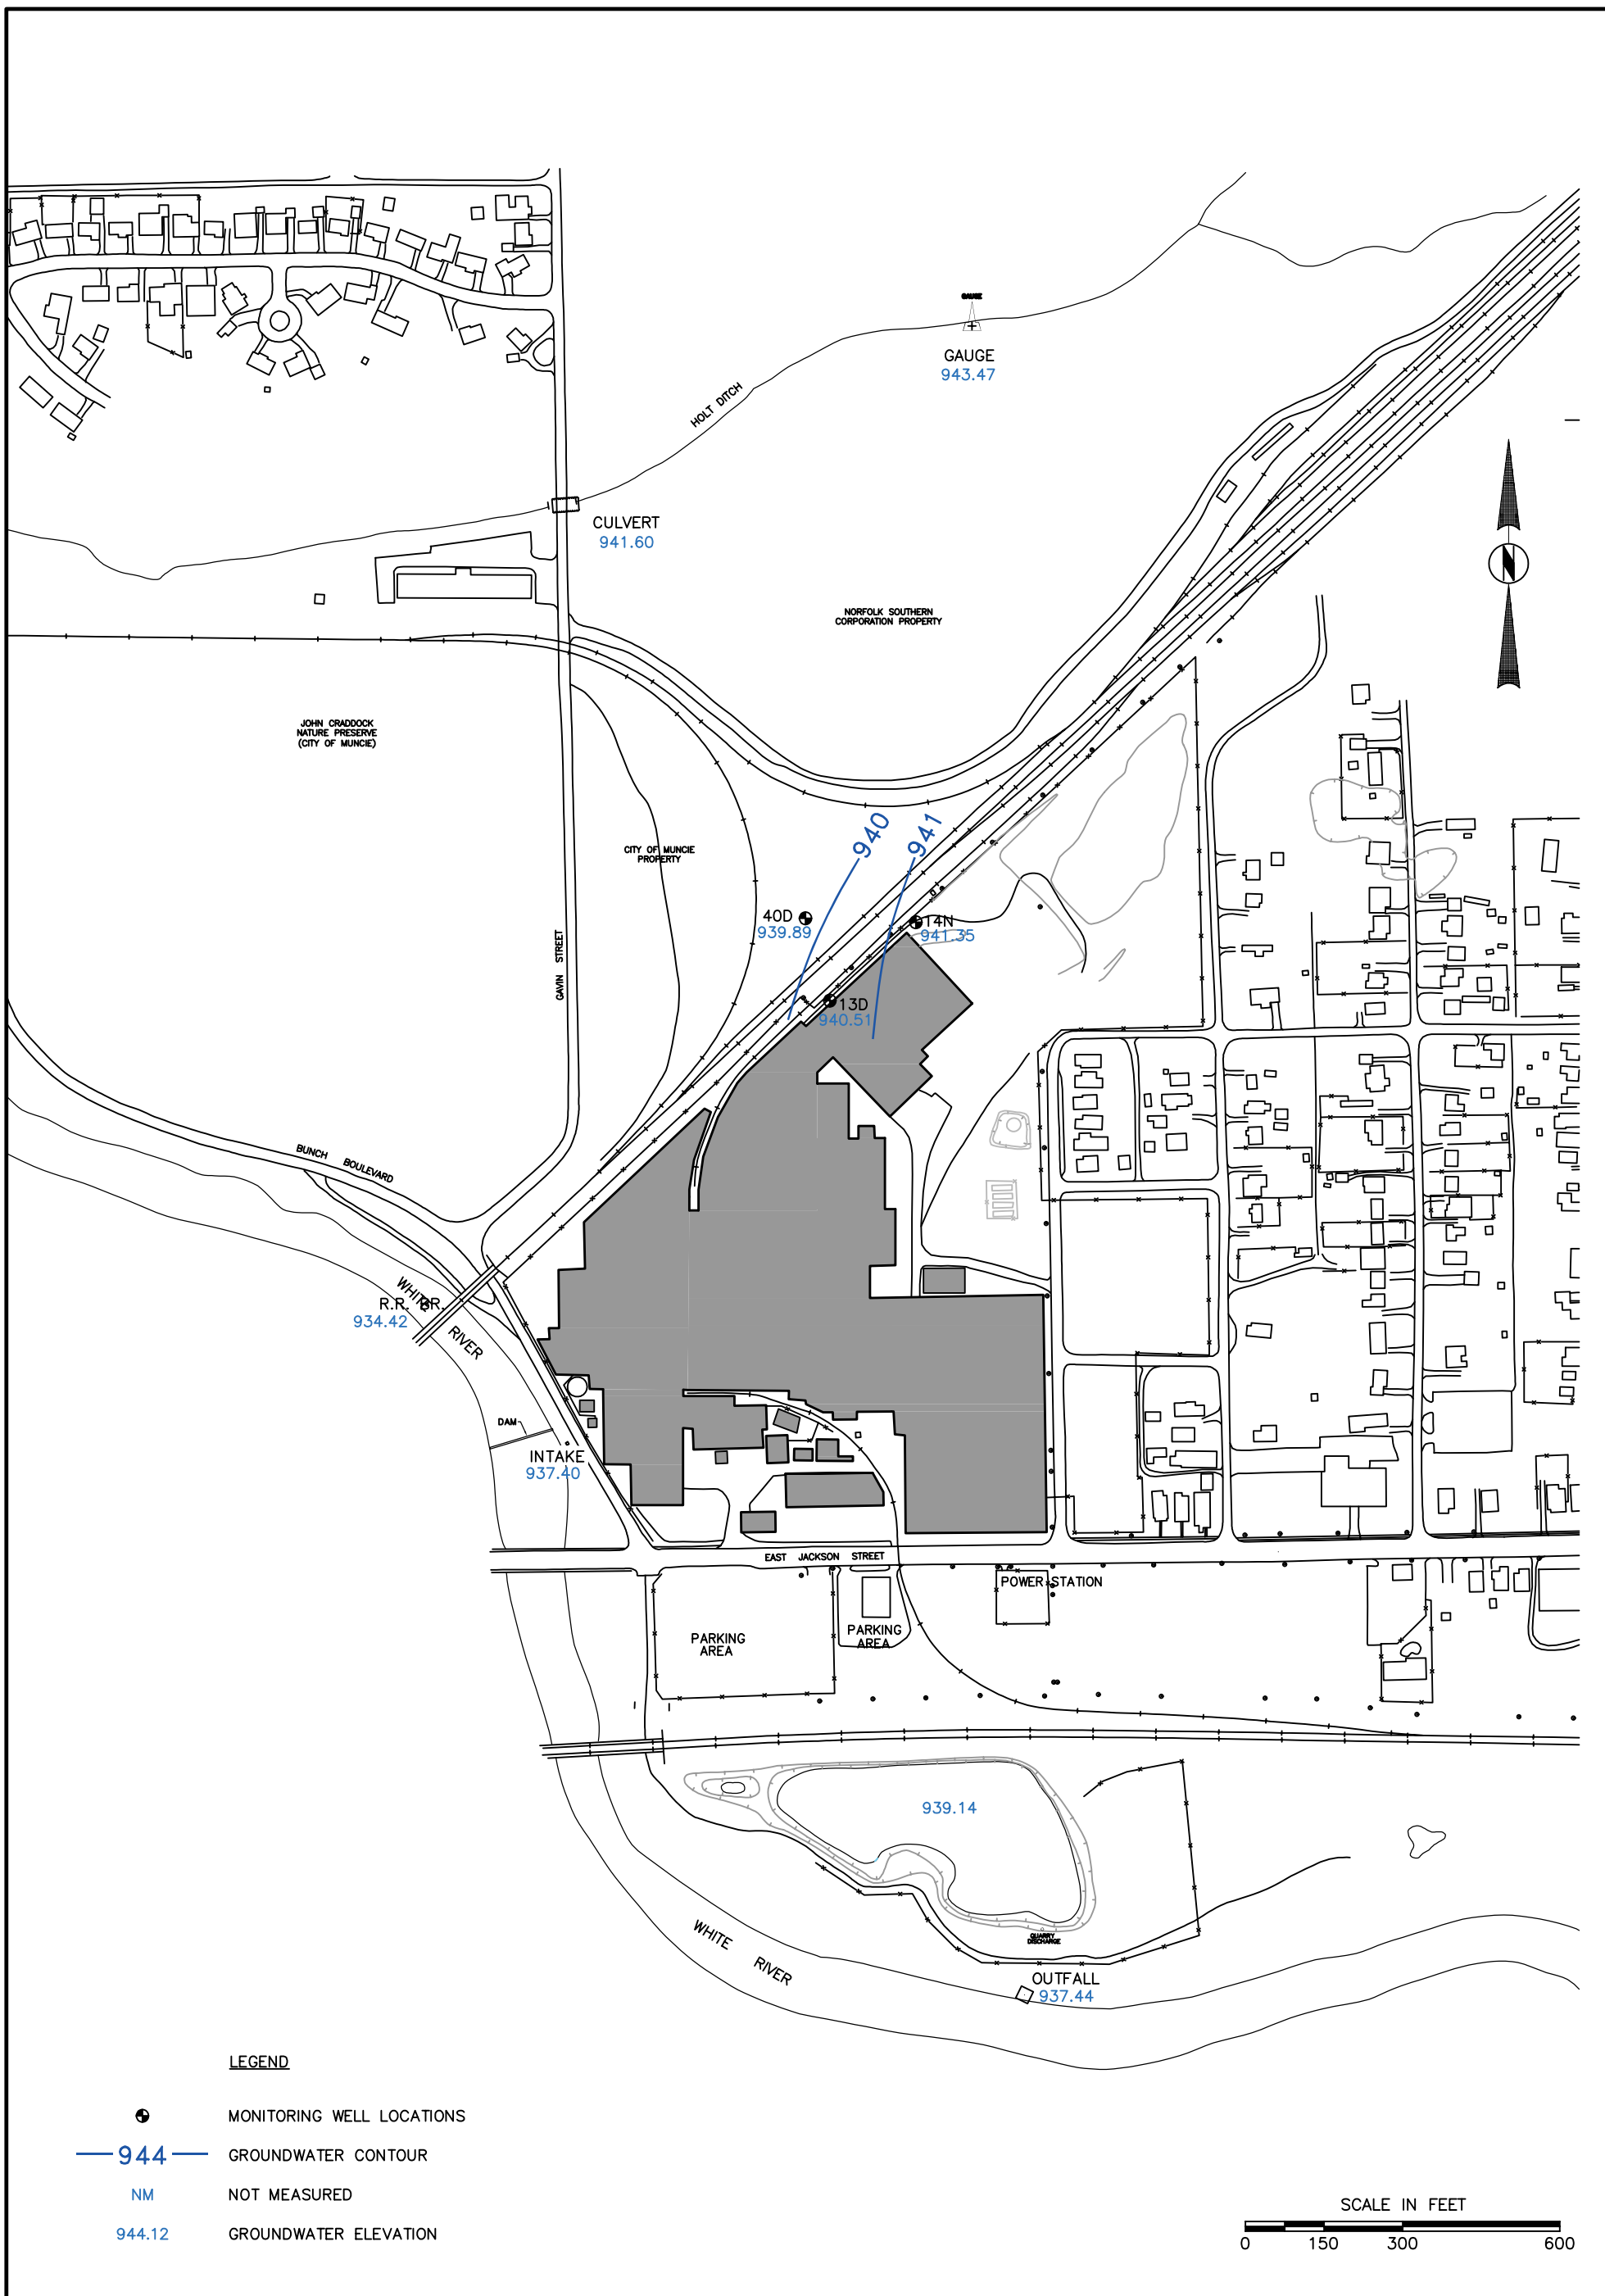 GAUGE
GAUGE
943.47
HOLT DITCH
CULVERT
941.60
NORFOLK SOUTHERN
CORPORATION PROPERTY
JOHN CRADDOCK
NATURE PRESERVE
(CITY OF MUNCIE)
940
941
CITY OF MUNCIE
PROPERTY
40D
939.89
14N
941.35
GAVIN STREET
13D
940.51
BUNCH BOULEVARD
WHITE
RIVER
R.R. BR.
934.42
DAM
INTAKE
937.40
EAST JACKSON STREET
POWER STATION
PARKING
AREA
PARKING
AREA
939.14
QUARRY
DISCHARGE
WHITE
RIVER
OUTFALL
937.44
LEGEND
MONITORING WELL LOCATIONS
944 GROUNDWATER CONTOUR
NM NOT MEASURED
944.12 GROUNDWATER ELEVATION
SCALE IN FEET
0 150 300 600